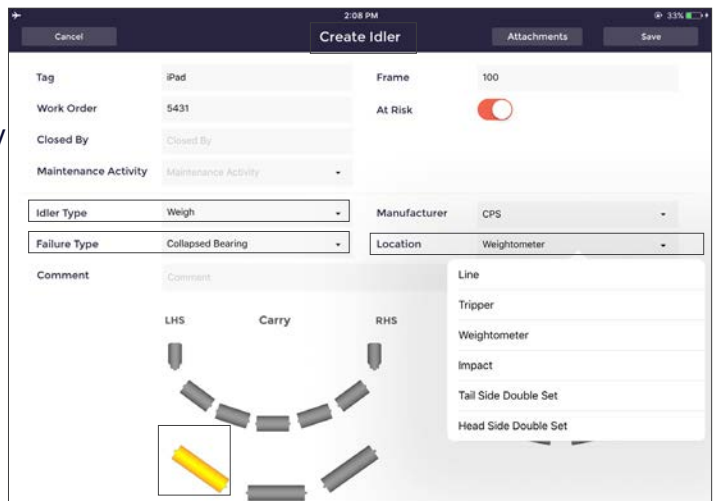 2:08 PM 33%
Cancel Create Idler Attachments Save
Tag iPad Frame 100
Work Order 5431 At Risk
Closed By Closed By
Maintenance Activity Maintenance Activity
Idler Type Weigh Manufacturer CPS
Failure Type Collapsed Bearing Location Weightometer
Comment Comment
Line
Tripper
Weightometer
Impact
Tail Side Double Set
Head Side Double Set
LHS Carry RHS